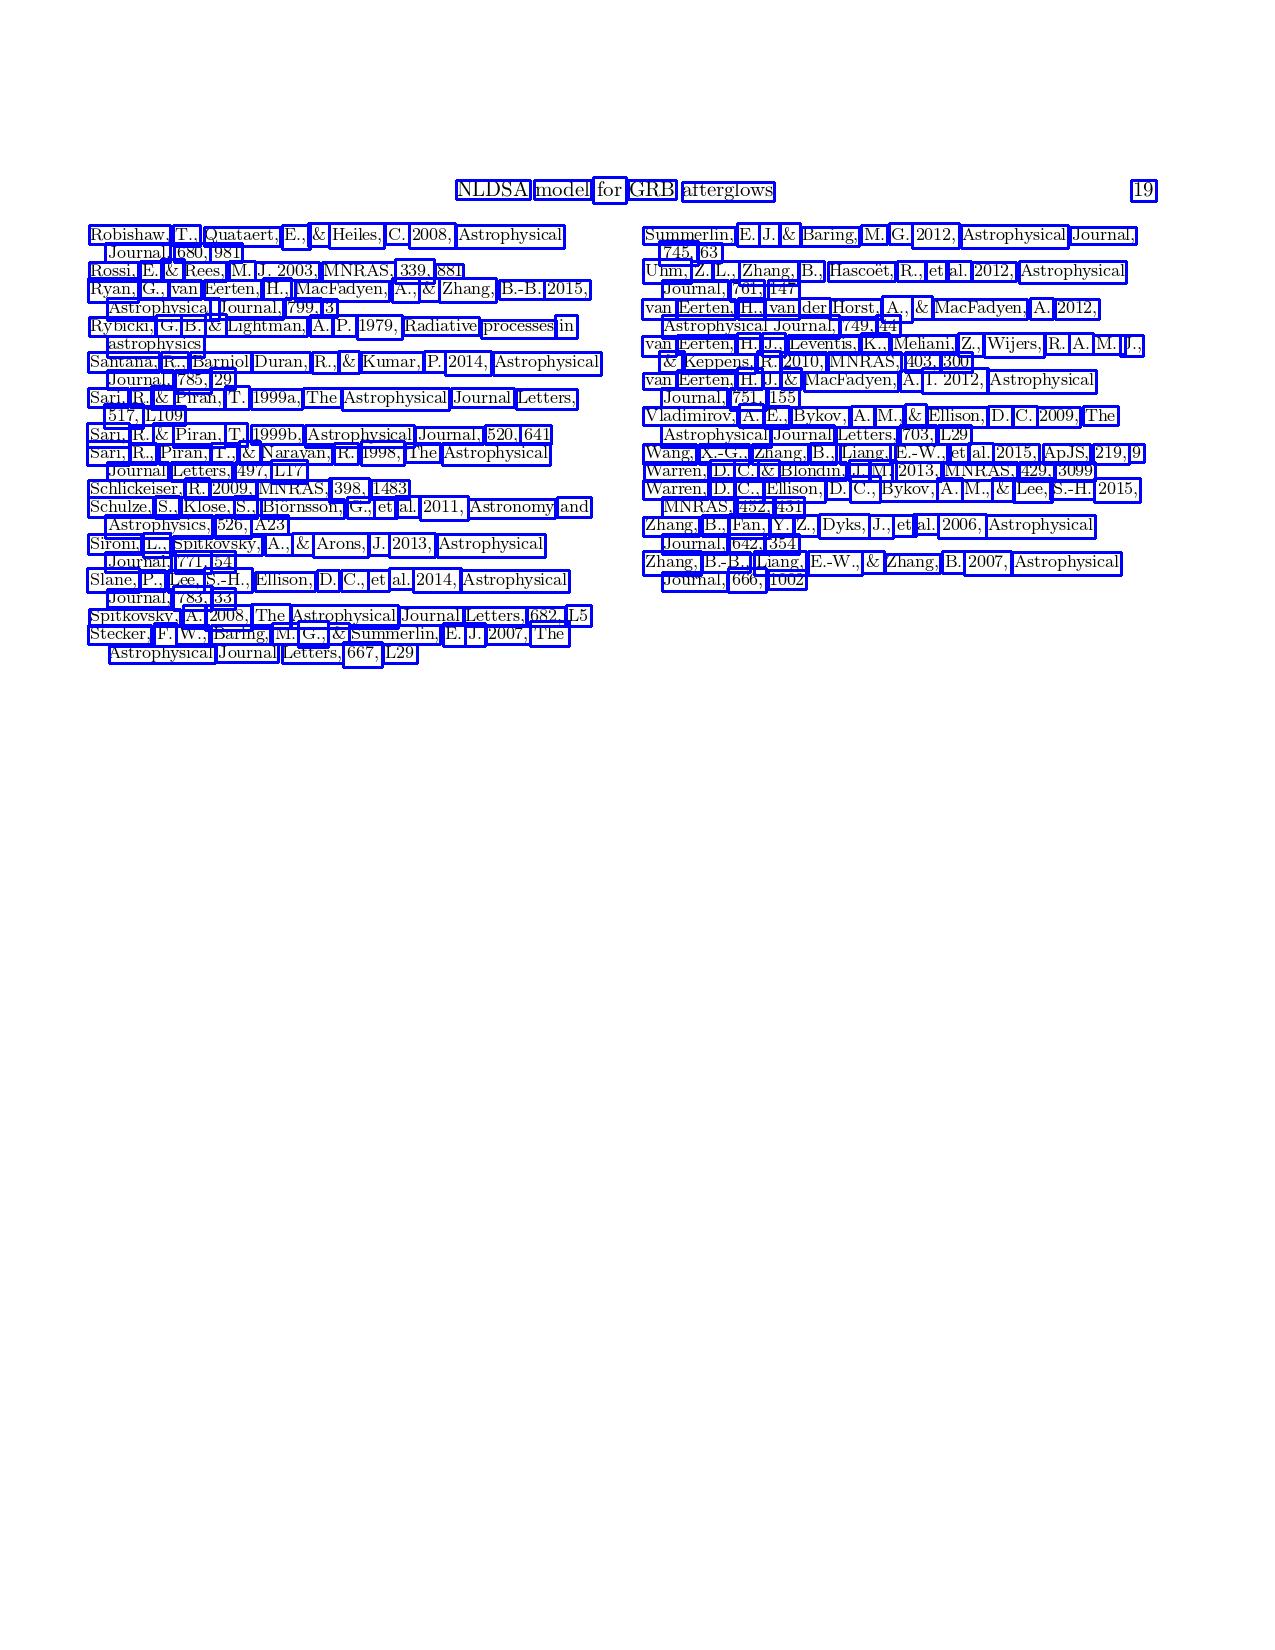 NLDSA model for GRB afterglows 19
Robishaw, T., Quataert, E., & Heiles, C. 2008, Astrophysical
Journal, 680, 981
Rossi, E. & Rees, M. J. 2003, MNRAS, 339, 881
Ryan, G., van Eerten, H., MacFadyen, A., & Zhang, B.-B. 2015,
Astrophysical Journal, 799, 3
Rybicki, G. B. & Lightman, A. P. 1979, Radiative processes in
astrophysics
Santana, R., Barniol Duran, R., & Kumar, P. 2014, Astrophysical
Journal, 785, 29
Sari, R. & Piran, T. 1999a, The Astrophysical Journal Letters,
517, L109
Sari, R. & Piran, T. 1999b, Astrophysical Journal, 520, 641
Sari, R., Piran, T., & Narayan, R. 1998, The Astrophysical
Journal Letters, 497, L17
Schlickeiser, R. 2009, MNRAS, 398, 1483
Schulze, S., Klose, S., Björnsson, G., et al. 2011, Astronomy and
Astrophysics, 526, A23
Sironi, L., Spitkovsky, A., & Arons, J. 2013, Astrophysical
Journal, 771, 54
Slane, P., Lee, S.-H., Ellison, D. C., et al. 2014, Astrophysical
Journal, 783, 33
Spitkovsky, A. 2008, The Astrophysical Journal Letters, 682, L5
Stecker, F. W., Baring, M. G., & Summerlin, E. J. 2007, The
Astrophysical Journal Letters, 667, L29
Summerlin, E. J. & Baring, M. G. 2012, Astrophysical Journal,
745, 63
Uhm, Z. L., Zhang, B., Hascoët, R., et al. 2012, Astrophysical
Journal, 761, 147
van Eerten, H., van der Horst, A., & MacFadyen, A. 2012,
Astrophysical Journal, 749, 44
van Eerten, H. J., Leventis, K., Meliani, Z., Wijers, R. A. M. J.,
& Keppens, R. 2010, MNRAS, 403, 300
van Eerten, H. J. & MacFadyen, A. I. 2012, Astrophysical
Journal, 751, 155
Vladimirov, A. E., Bykov, A. M., & Ellison, D. C. 2009, The
Astrophysical Journal Letters, 703, L29
Wang, X.-G., Zhang, B., Liang, E.-W., et al. 2015, ApJS, 219, 9
Warren, D. C. & Blondin, J. M. 2013, MNRAS, 429, 3099
Warren, D. C., Ellison, D. C., Bykov, A. M., & Lee, S.-H. 2015,
MNRAS, 452, 431
Zhang, B., Fan, Y. Z., Dyks, J., et al. 2006, Astrophysical
Journal, 642, 354
Zhang, B.-B., Liang, E.-W., & Zhang, B. 2007, Astrophysical
Journal, 666, 1002